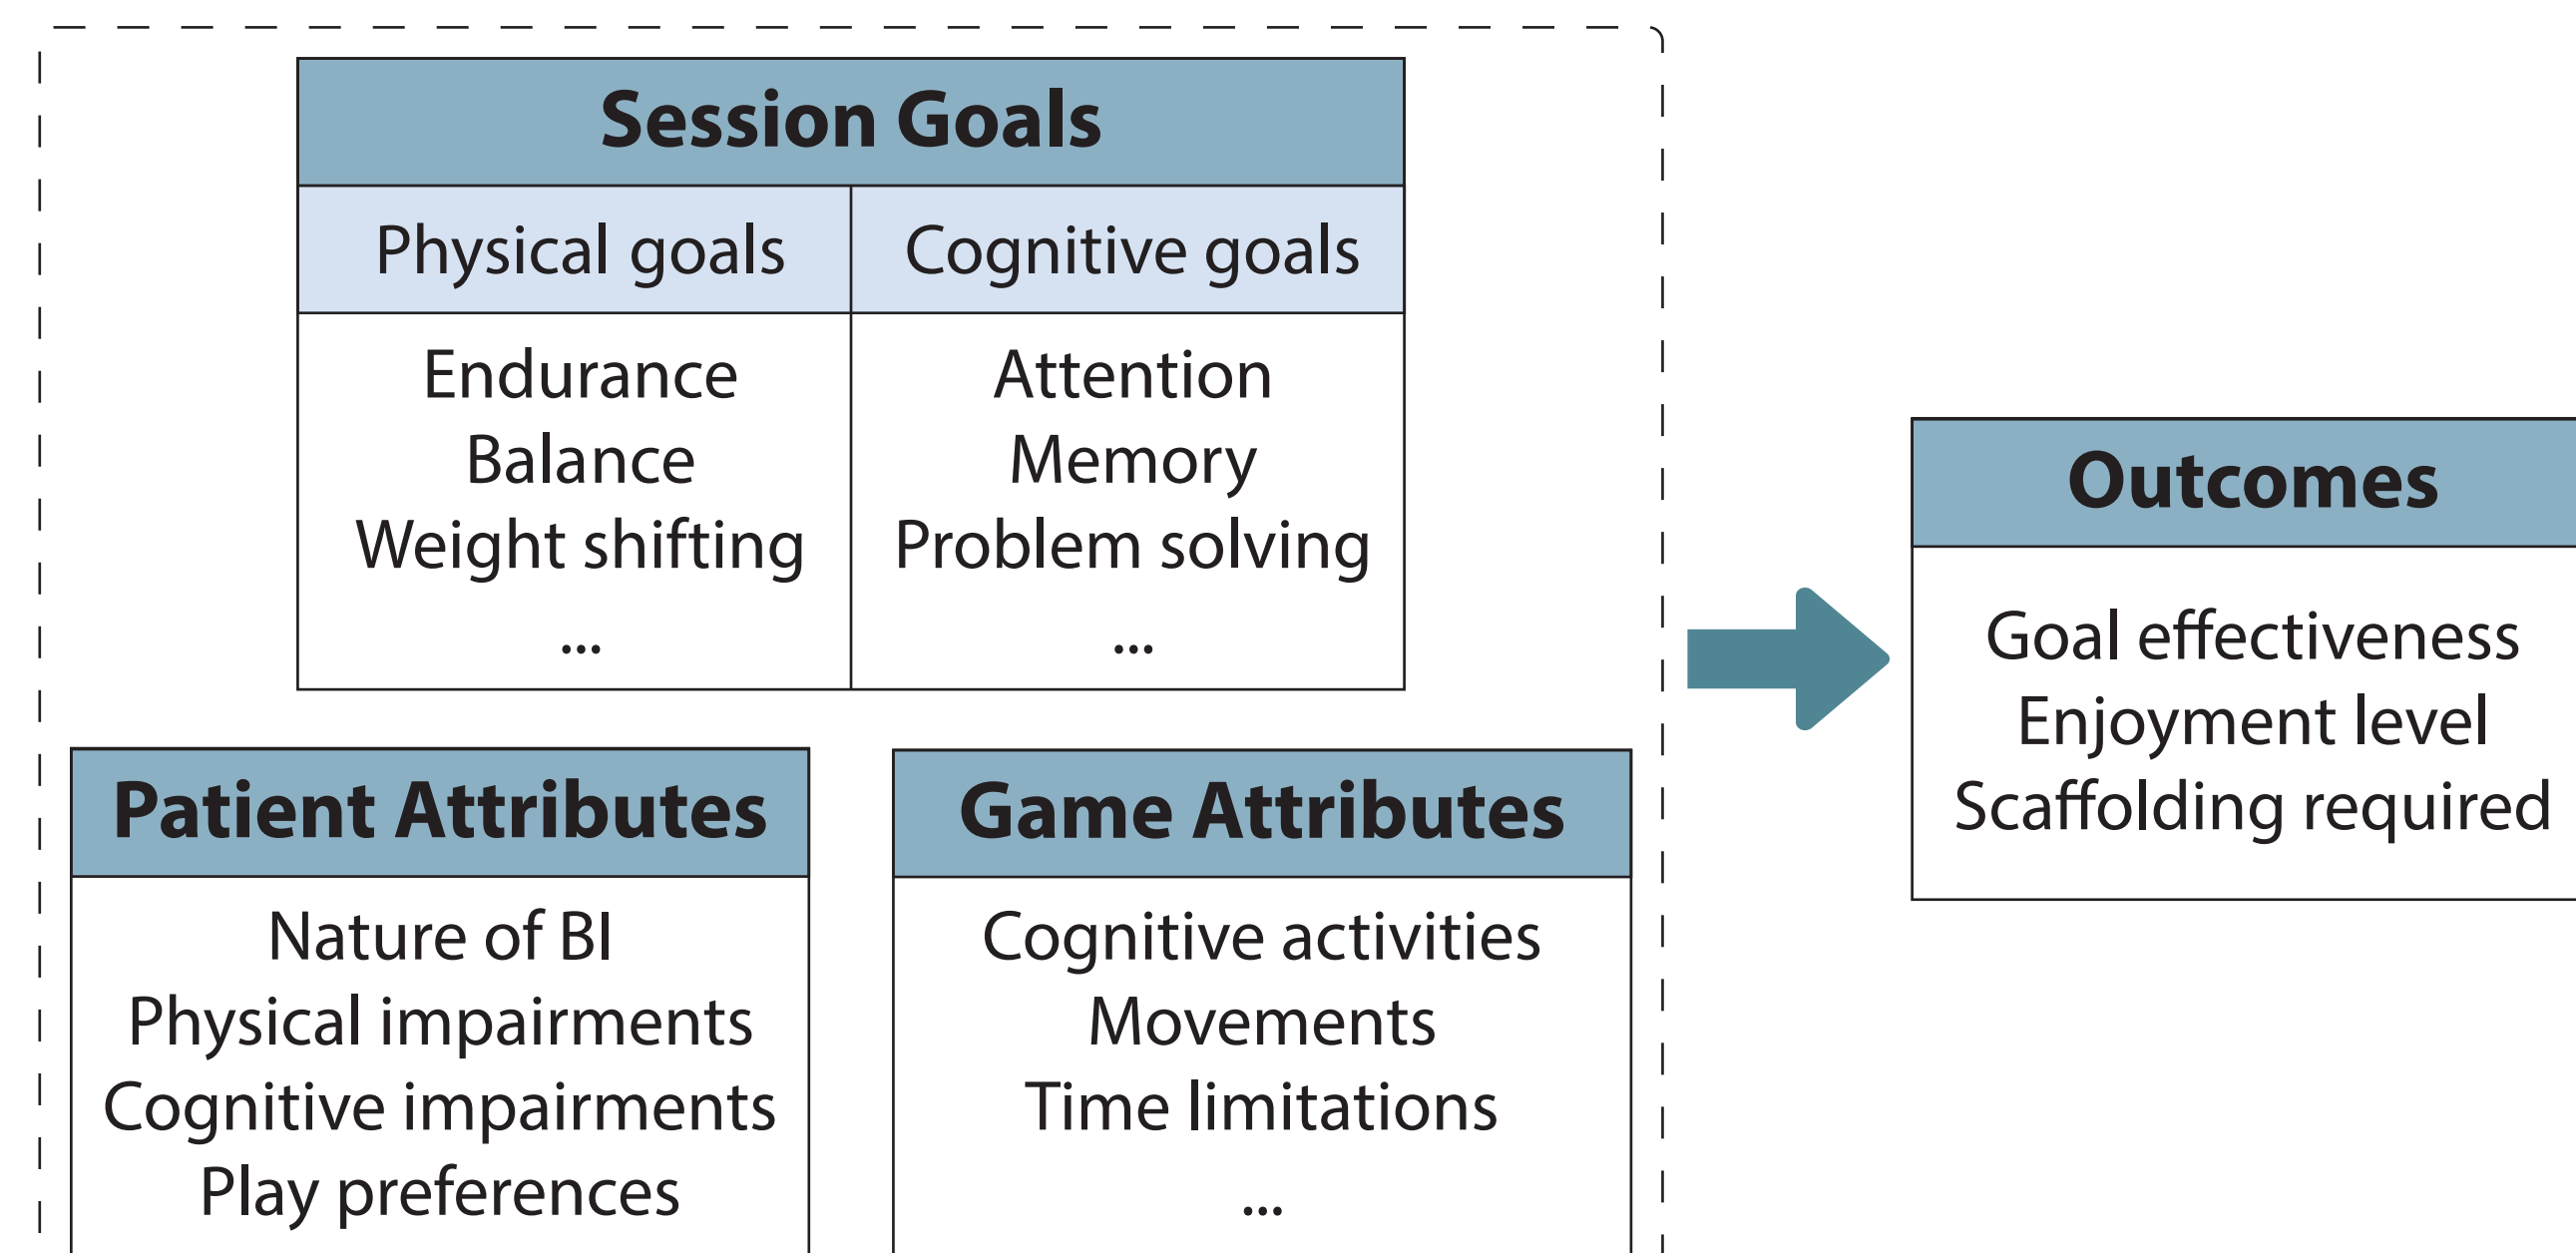 Session Goals
Physical goals
Cognitive goals
Endurance
Balance
Weight shifting
...
Attention
Memory
Problem solving
...
Patient Attributes
Nature of BI
Physical impairments
Cognitive impairments
Play preferences
Game Attributes
Cognitive activities
Movements
Time limitations
...
Outcomes
Goal effectiveness
Enjoyment level
Scaffolding required